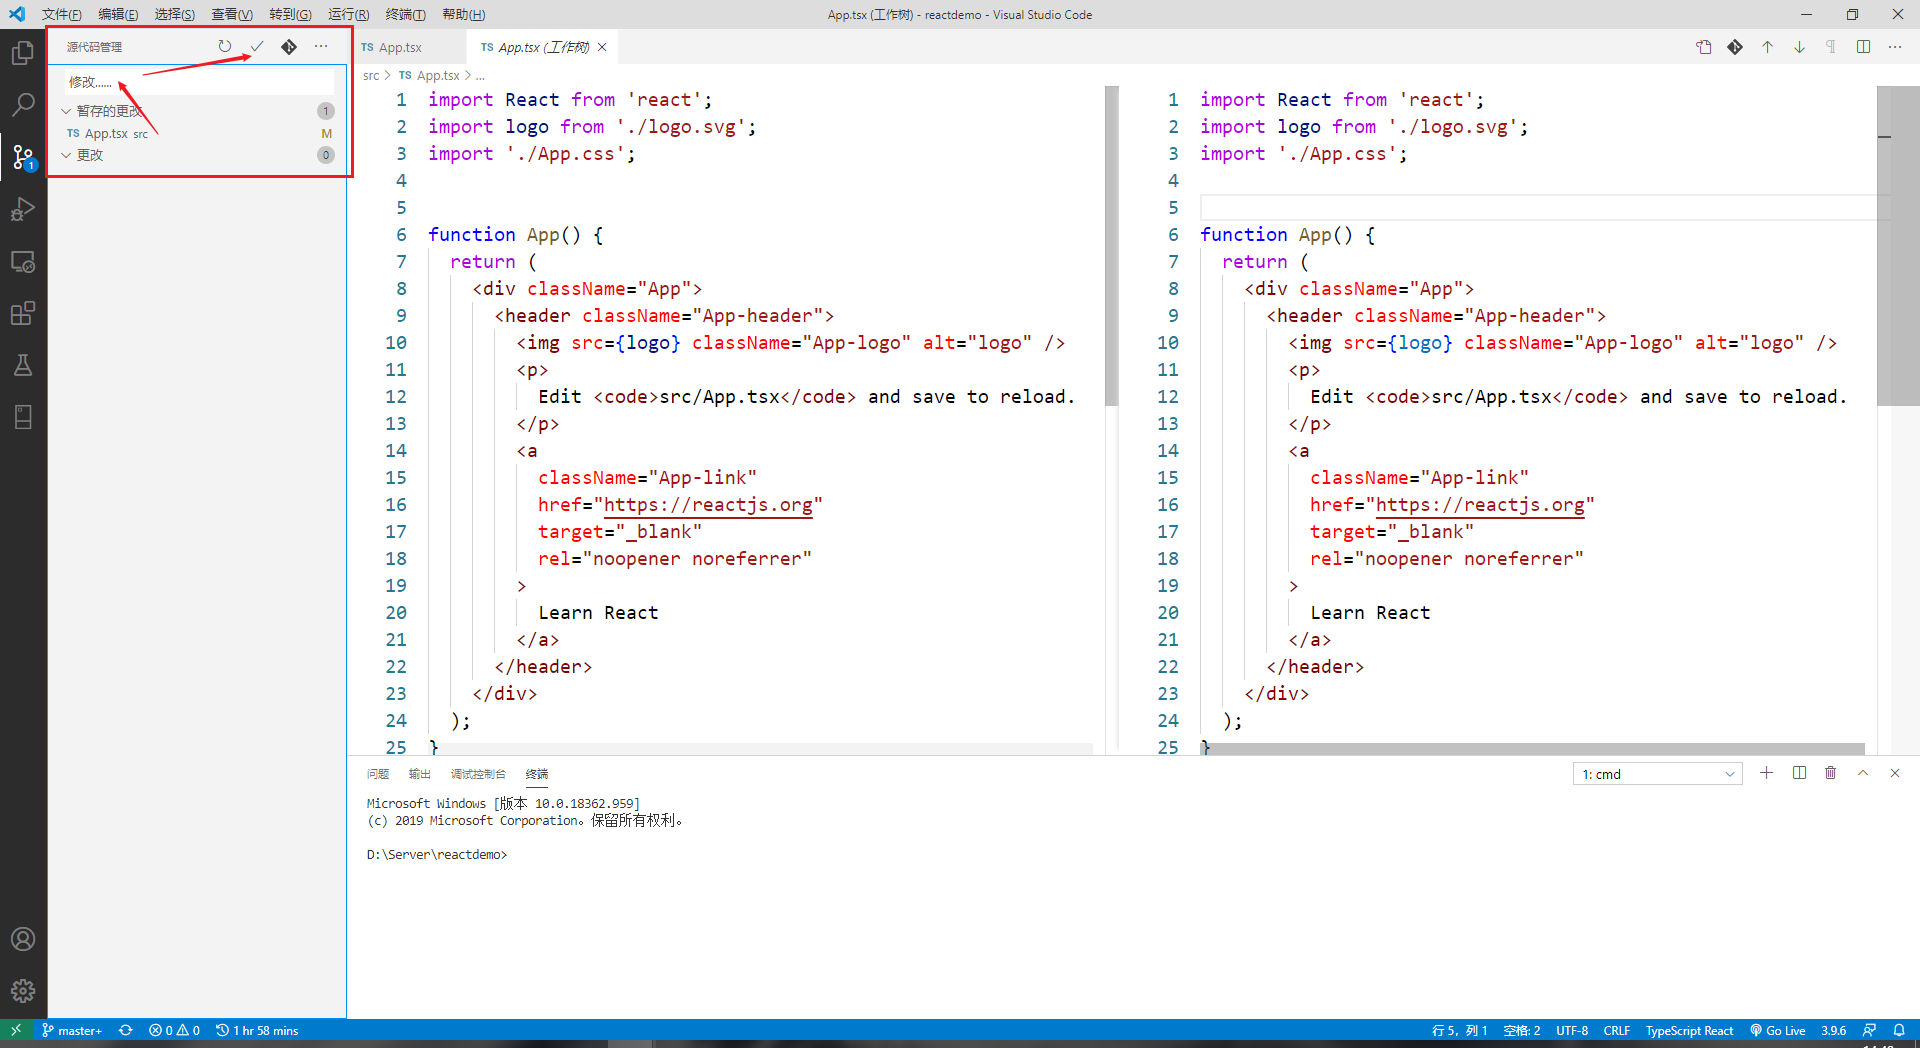 文件(F) 编辑(E) 选择(S) 查看(V) 转到(G) 运行(R) 终端(T) 帮助(H) App.tsx (工作树) - reactdemo - Visual Studio Code
源代码管理
修改......
暂存的更改 1
TS App.tsx src M
更改 0
1
TS App.tsx
TS App.tsx (工作树)
src > TS App.tsx > ...
1 import React from 'react';
2 import logo from './logo.svg';
3 import './App.css';
4
5
6 function App() {
7 return (
8 <div className="App">
9 <header className="App-header">
10 <img src={logo} className="App-logo" alt="logo" />
11 <p>
12 Edit <code>src/App.tsx</code> and save to reload.
13 </p>
14 <a
15 className="App-link"
16 href="https://reactjs.org"
17 target="_blank"
18 rel="noopener noreferrer"
19 >
20 Learn React
21 </a>
22 </header>
23 </div>
24 );
25 }
1 import React from 'react';
2 import logo from './logo.svg';
3 import './App.css';
4
5
6 function App() {
7 return (
8 <div className="App">
9 <header className="App-header">
10 <img src={logo} className="App-logo" alt="logo" />
11 <p>
12 Edit <code>src/App.tsx</code> and save to reload.
13 </p>
14 <a
15 className="App-link"
16 href="https://reactjs.org"
17 target="_blank"
18 rel="noopener noreferrer"
19 >
20 Learn React
21 </a>
22 </header>
23 </div>
24 );
25 }
问题 输出 调试控制台 终端 1: cmd
Microsoft Windows [版本 10.0.18362.959]
(c) 2019 Microsoft Corporation。保留所有权利。
D:\Server\reactdemo>
master+ 0 0 1 hr 58 mins 行 5，列 1 空格: 2 UTF-8 CRLF TypeScript React Go Live 3.9.6